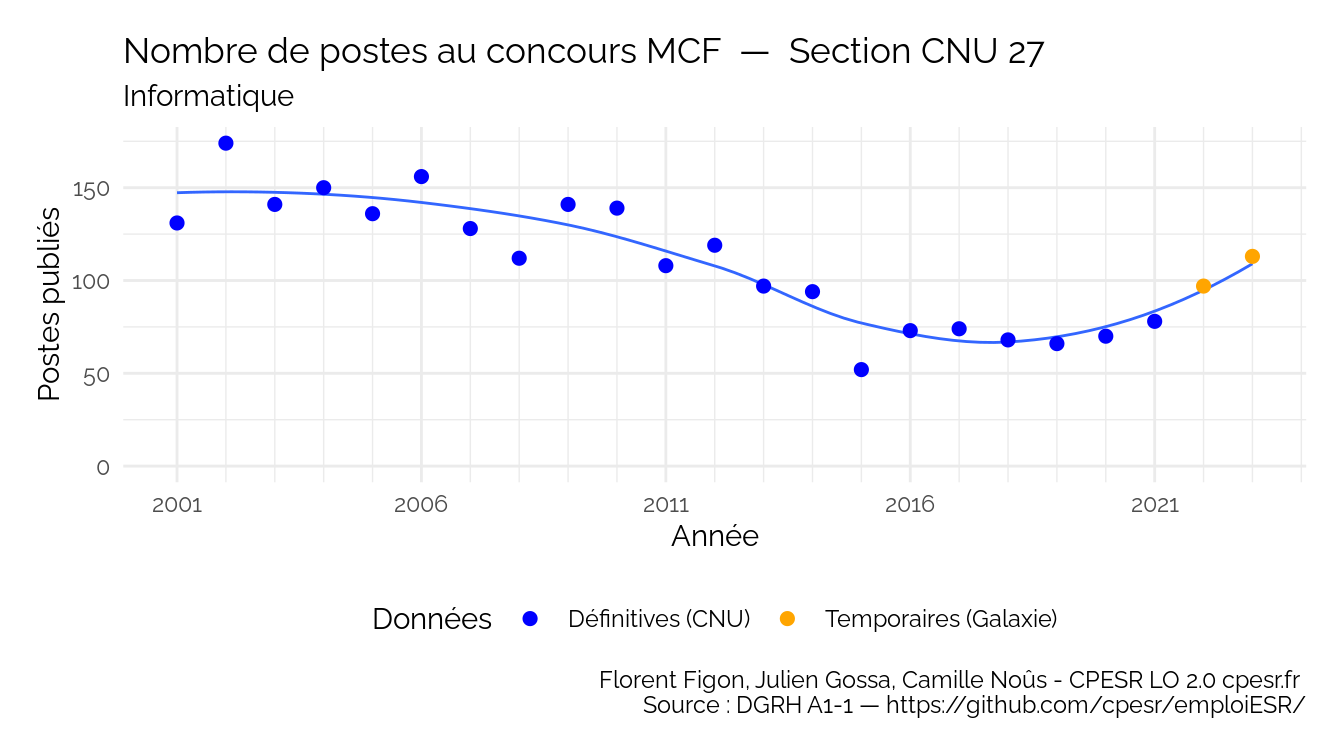 Nombre de postes au concours MCF — Section CNU 27
Informatique
Postes publiés
150
100
50
0
2001 2006 2011 2016 2021
Année
Données Définitives (CNU) Temporaires (Galaxie)
Florent Figon, Julien Gossa, Camille Noûs - CPESR LO 2.0 cpesr.fr
Source : DGRH A1-1 — https://github.com/cpesr/emploiESR/